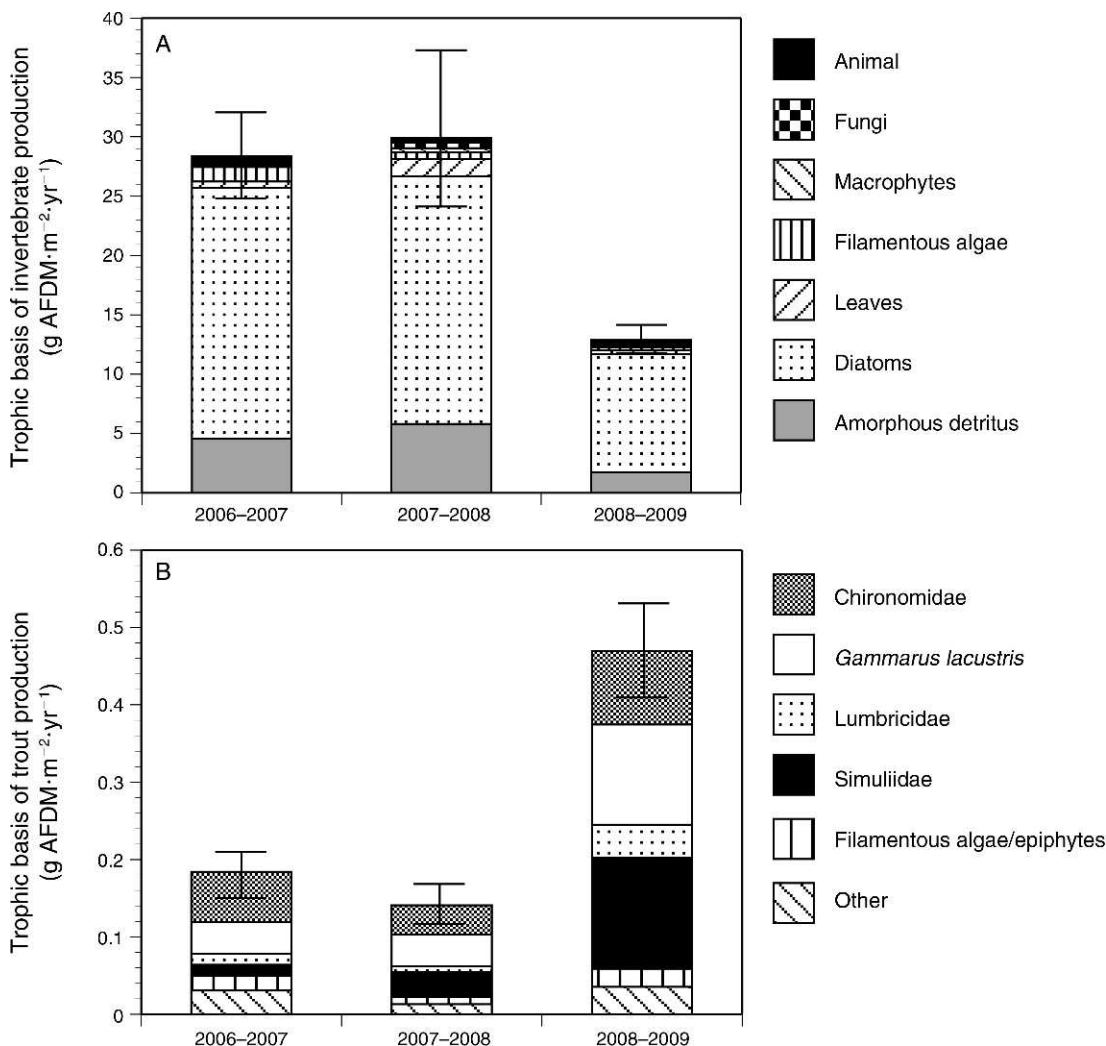 A
Trophic basis of invertebrate production
(g AFDM·m⁻²·yr⁻¹)
40
35
30
25
20
15
10
5
0
2006–2007
2007–2008
2008–2009
Animal
Fungi
Macrophytes
Filamentous algae
Leaves
Diatoms
Amorphous detritus
B
Trophic basis of trout production
(g AFDM·m⁻²·yr⁻¹)
0.6
0.5
0.4
0.3
0.2
0.1
0
2006–2007
2007–2008
2008–2009
Chironomidae
Gammarus lacustris
Lumbricidae
Simuliidae
Filamentous algae/epiphytes
Other